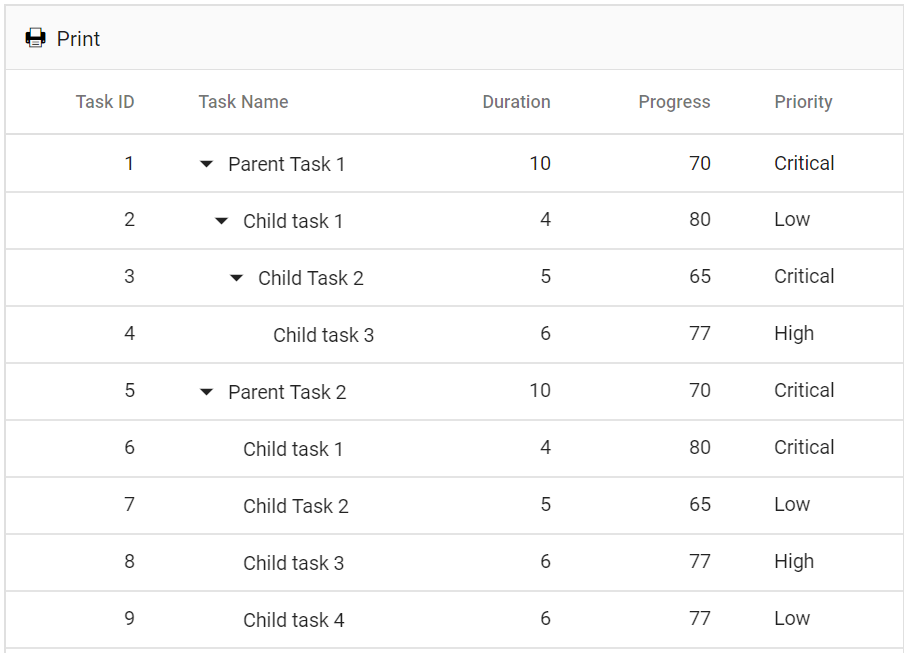 Print
Task ID Task Name Duration Progress Priority
1 Parent Task 1 10 70 Critical
2 Child task 1 4 80 Low
3 Child Task 2 5 65 Critical
4 Child task 3 6 77 High
5 Parent Task 2 10 70 Critical
6 Child task 1 4 80 Critical
7 Child Task 2 5 65 Low
8 Child task 3 6 77 High
9 Child task 4 6 77 Low